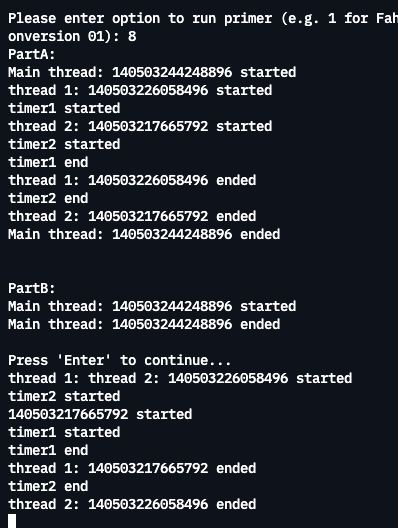 Please enter option to run primer (e.g. 1 for Fah
onversion 01): 8
PartA:
Main thread: 140503244248896 started
thread 1: 140503226058496 started
timer1 started
thread 2: 140503217665792 started
timer2 started
timer1 end
thread 1: 140503226058496 ended
timer2 end
thread 2: 140503217665792 ended
Main thread: 140503244248896 ended
PartB:
Main thread: 140503244248896 started
Main thread: 140503244248896 ended
Press 'Enter' to continue...
thread 1: thread 2: 140503226058496 started
timer2 started
140503217665792 started
timer1 started
timer1 end
thread 1: 140503217665792 ended
timer2 end
thread 2: 140503226058496 ended